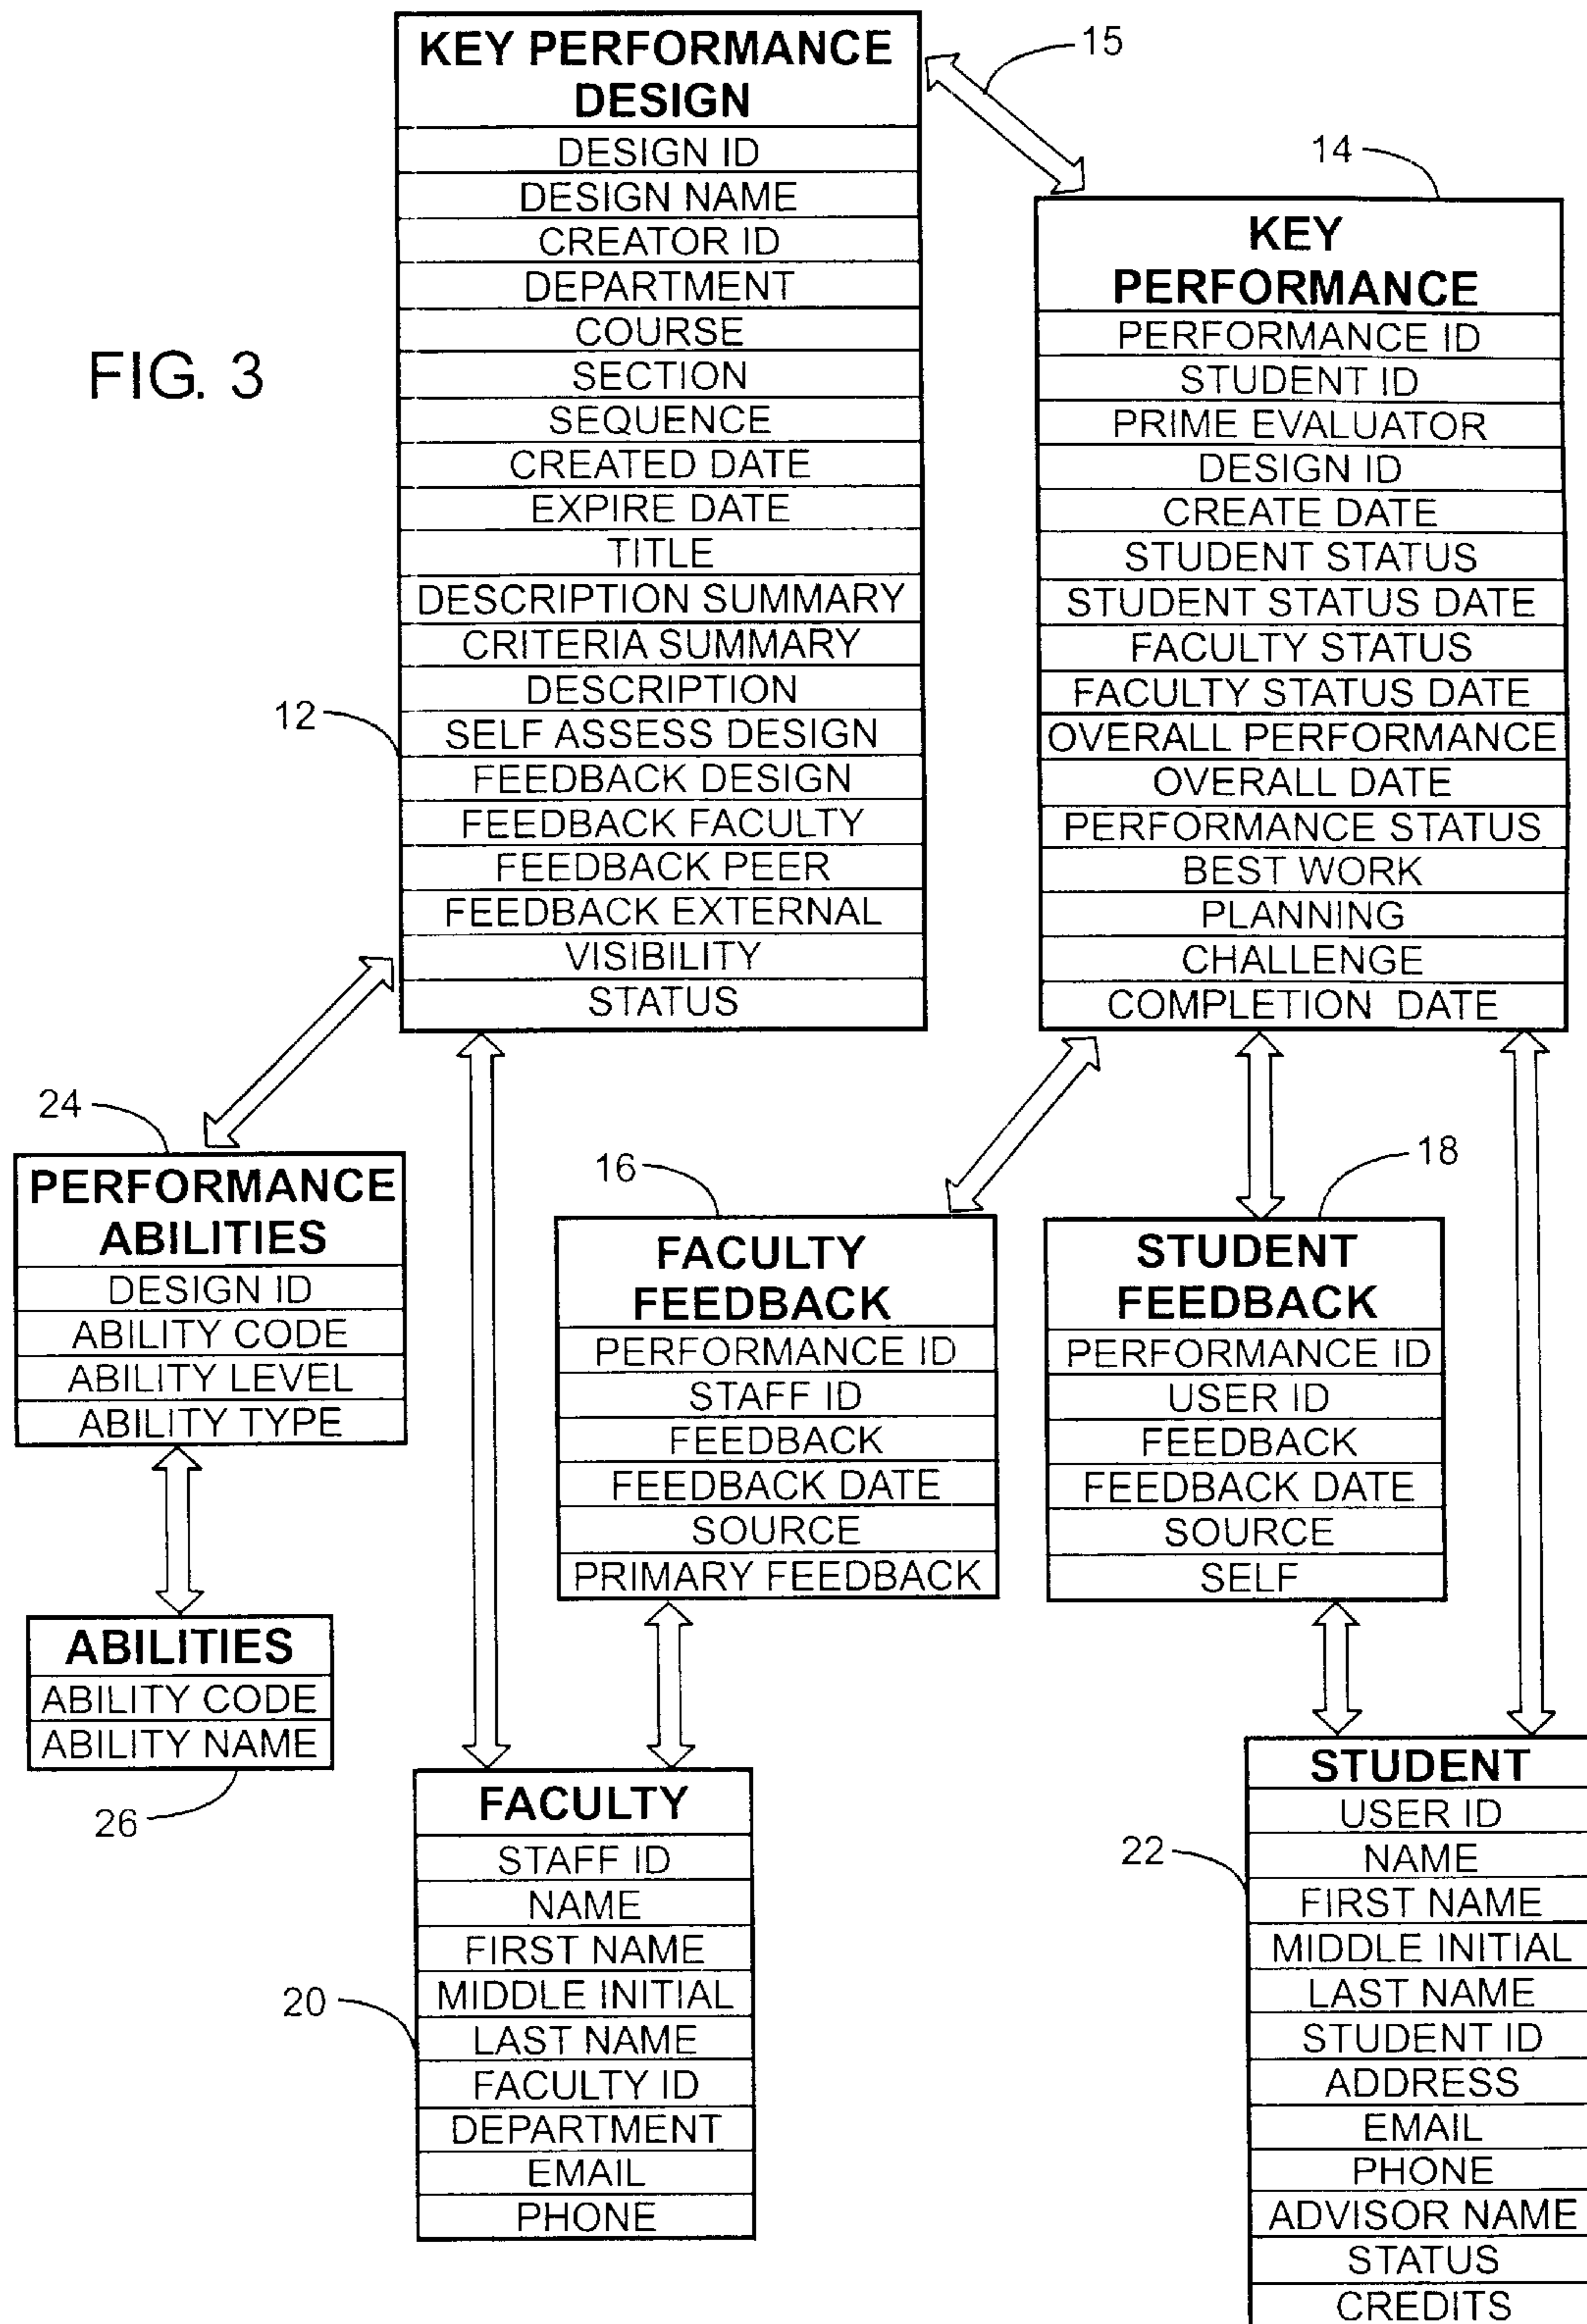 FIG. 3
KEY PERFORMANCE
DESIGN
DESIGN ID
DESIGN NAME
CREATOR ID
DEPARTMENT
COURSE
SECTION
SEQUENCE
CREATED DATE
EXPIRE DATE
TITLE
DESCRIPTION SUMMARY
CRITERIA SUMMARY
DESCRIPTION
SELF ASSESS DESIGN
FEEDBACK DESIGN
FEEDBACK FACULTY
FEEDBACK PEER
FEEDBACK EXTERNAL
VISIBILITY
STATUS
12
15
14
KEY
PERFORMANCE
PERFORMANCE ID
STUDENT ID
PRIME EVALUATOR
DESIGN ID
CREATE DATE
STUDENT STATUS
STUDENT STATUS DATE
FACULTY STATUS
FACULTY STATUS DATE
OVERALL PERFORMANCE
OVERALL DATE
PERFORMANCE STATUS
BEST WORK
PLANNING
CHALLENGE
COMPLETION DATE
24
PERFORMANCE
ABILITIES
DESIGN ID
ABILITY CODE
ABILITY LEVEL
ABILITY TYPE
16
FACULTY
FEEDBACK
PERFORMANCE ID
STAFF ID
FEEDBACK
FEEDBACK DATE
SOURCE
PRIMARY FEEDBACK
18
STUDENT
FEEDBACK
PERFORMANCE ID
USER ID
FEEDBACK
FEEDBACK DATE
SOURCE
SELF
ABILITIES
ABILITY CODE
ABILITY NAME
26
FACULTY
STAFF ID
NAME
FIRST NAME
MIDDLE INITIAL
LAST NAME
FACULTY ID
DEPARTMENT
EMAIL
PHONE
20
STUDENT
USER ID
NAME
FIRST NAME
MIDDLE INITIAL
LAST NAME
STUDENT ID
ADDRESS
EMAIL
PHONE
ADVISOR NAME
STATUS
CREDITS
22